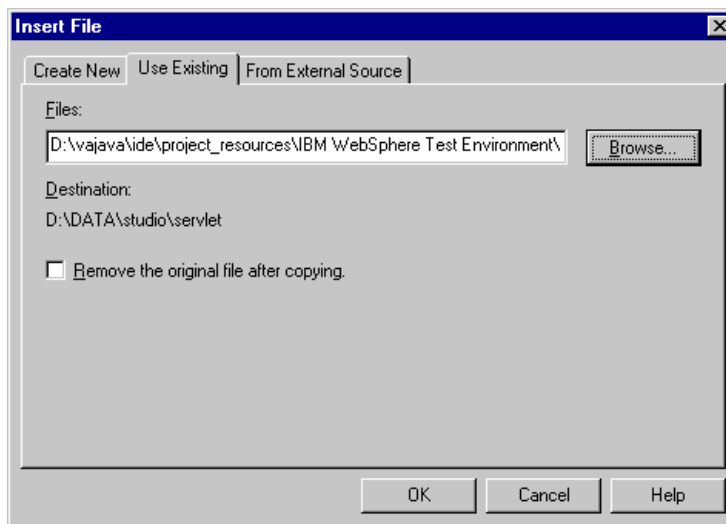 Insert File
Create New Use Existing From External Source
Files:
D:\vajava\ide\project_resources\IBM WebSphere Test Environment\
Browse...
Destination:
D:\DATA\studio\servlet
Remove the original file after copying.
OK Cancel Help